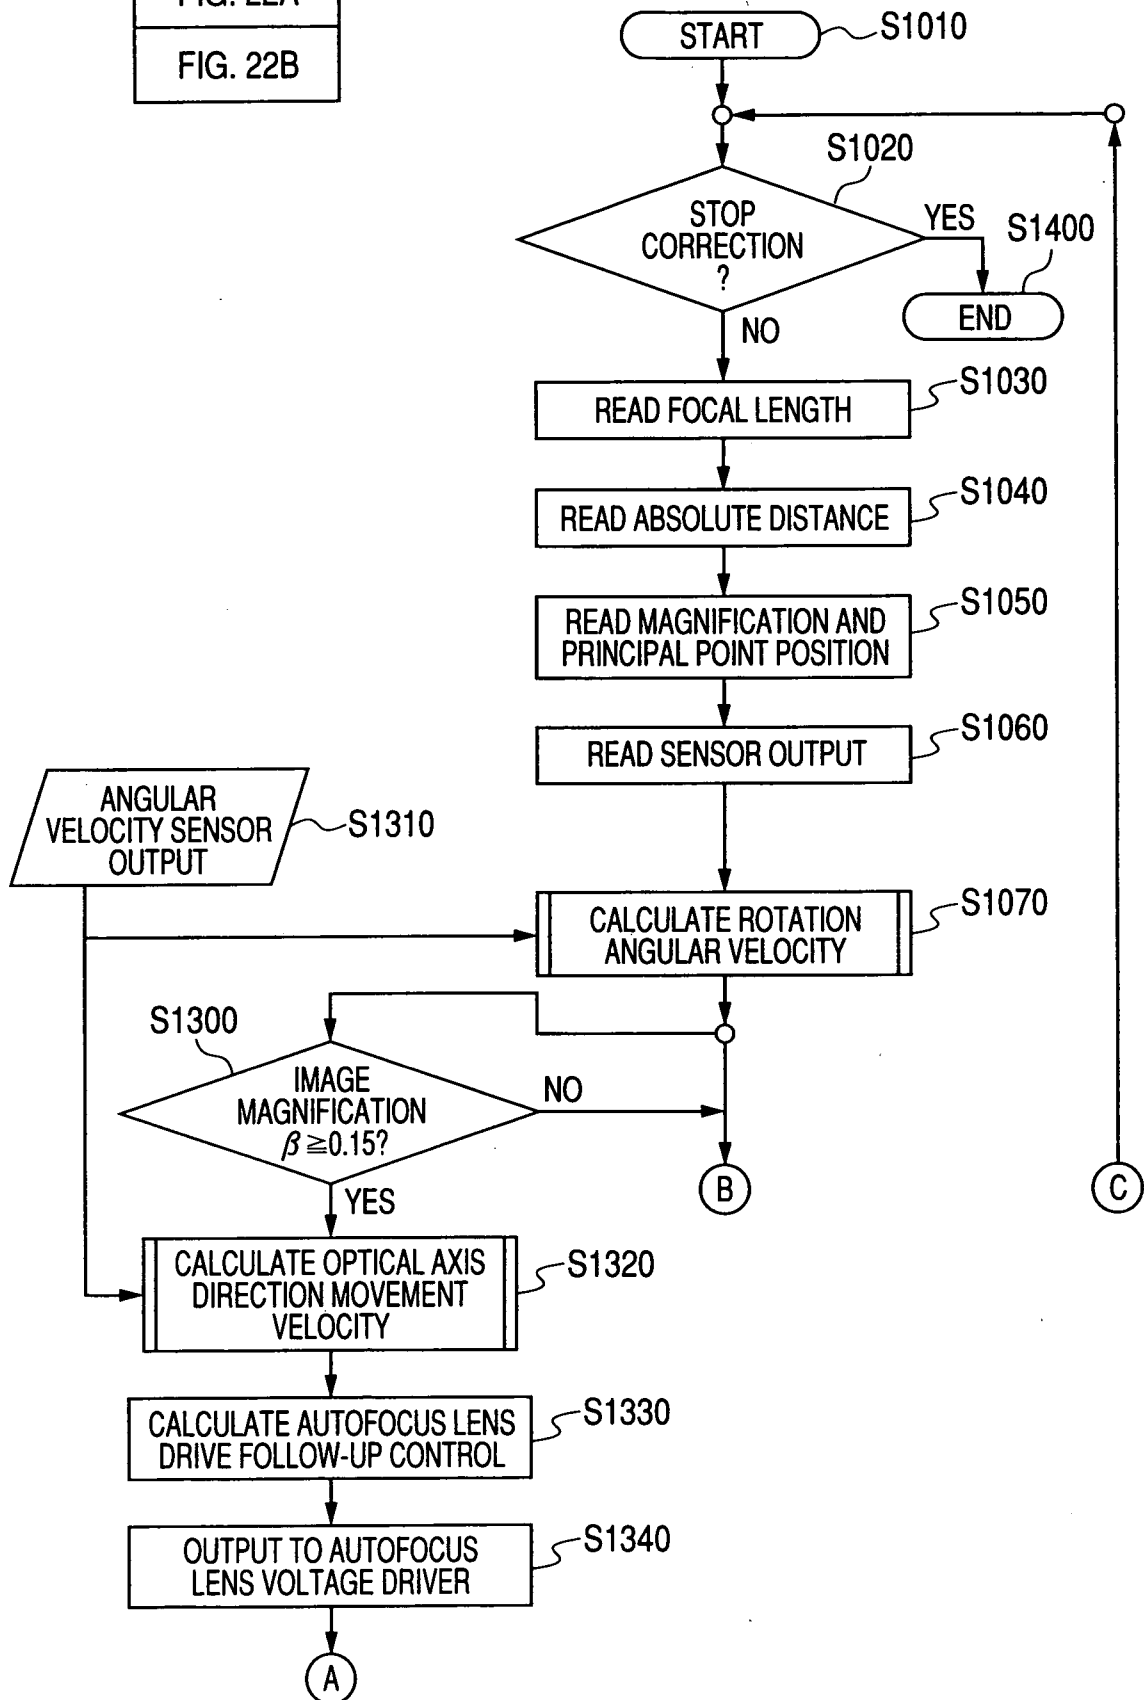 FIG. 22A
FIG. 22B
START
S1010
S1020
STOP
CORRECTION
?
YES
S1400
END
NO
READ FOCAL LENGTH
S1030
READ ABSOLUTE DISTANCE
S1040
READ MAGNIFICATION AND
PRINCIPAL POINT POSITION
S1050
READ SENSOR OUTPUT
S1060
ANGULAR
VELOCITY SENSOR
OUTPUT
S1310
CALCULATE ROTATION
ANGULAR VELOCITY
S1070
S1300
IMAGE
MAGNIFICATION
β≧0.15?
NO
YES
B
C
CALCULATE OPTICAL AXIS
DIRECTION MOVEMENT
VELOCITY
S1320
CALCULATE AUTOFOCUS LENS
DRIVE FOLLOW-UP CONTROL
S1330
OUTPUT TO AUTOFOCUS
LENS VOLTAGE DRIVER
S1340
A